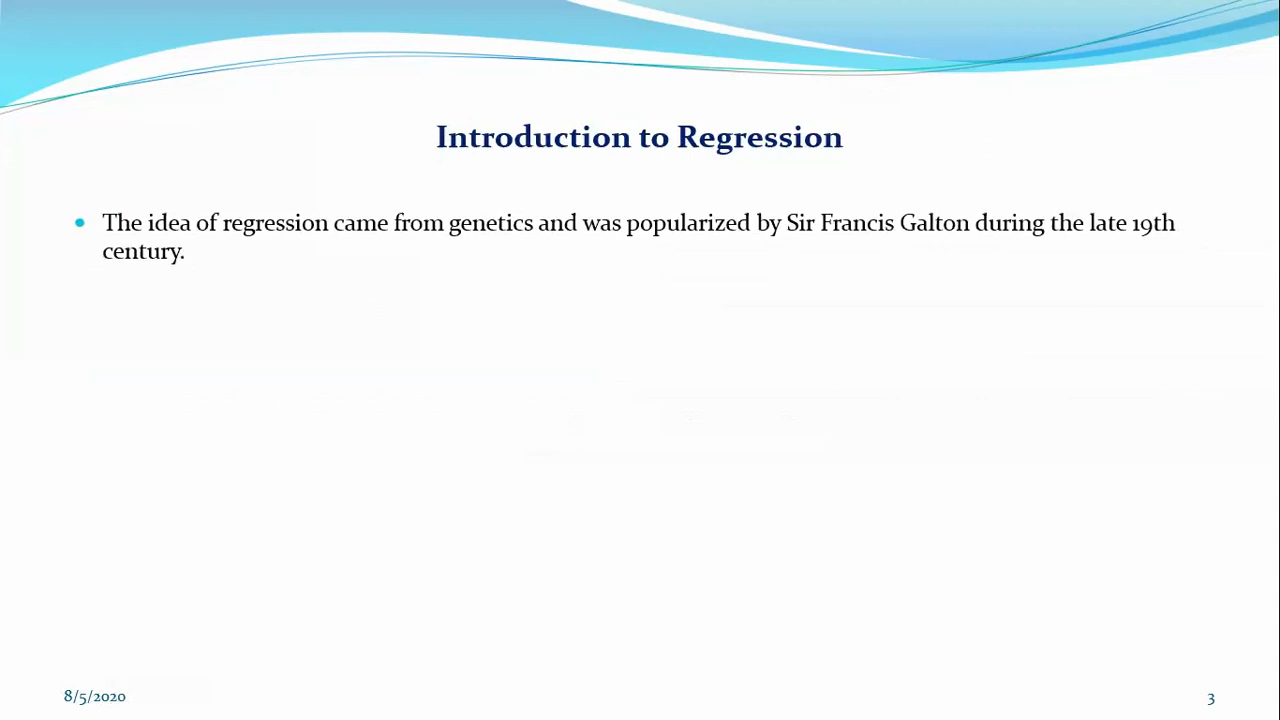 Introduction to Regression
The idea of regression came from genetics and was popularized by Sir Francis Galton during the late 19th
century.
8/5/2020
3